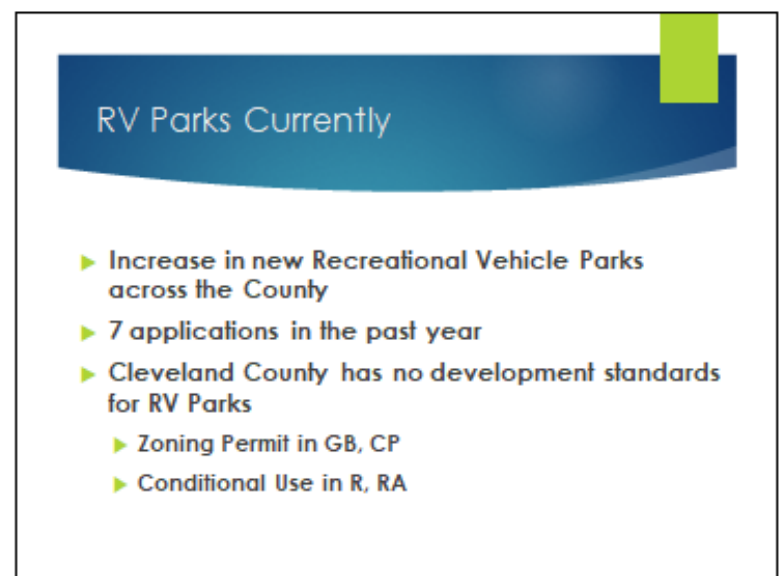 RV Parks Currently
Increase in new Recreational Vehicle Parks
across the County
7 applications in the past year
Cleveland County has no development standards
for RV Parks
Zoning Permit in GB, CP
Conditional Use in R, RA